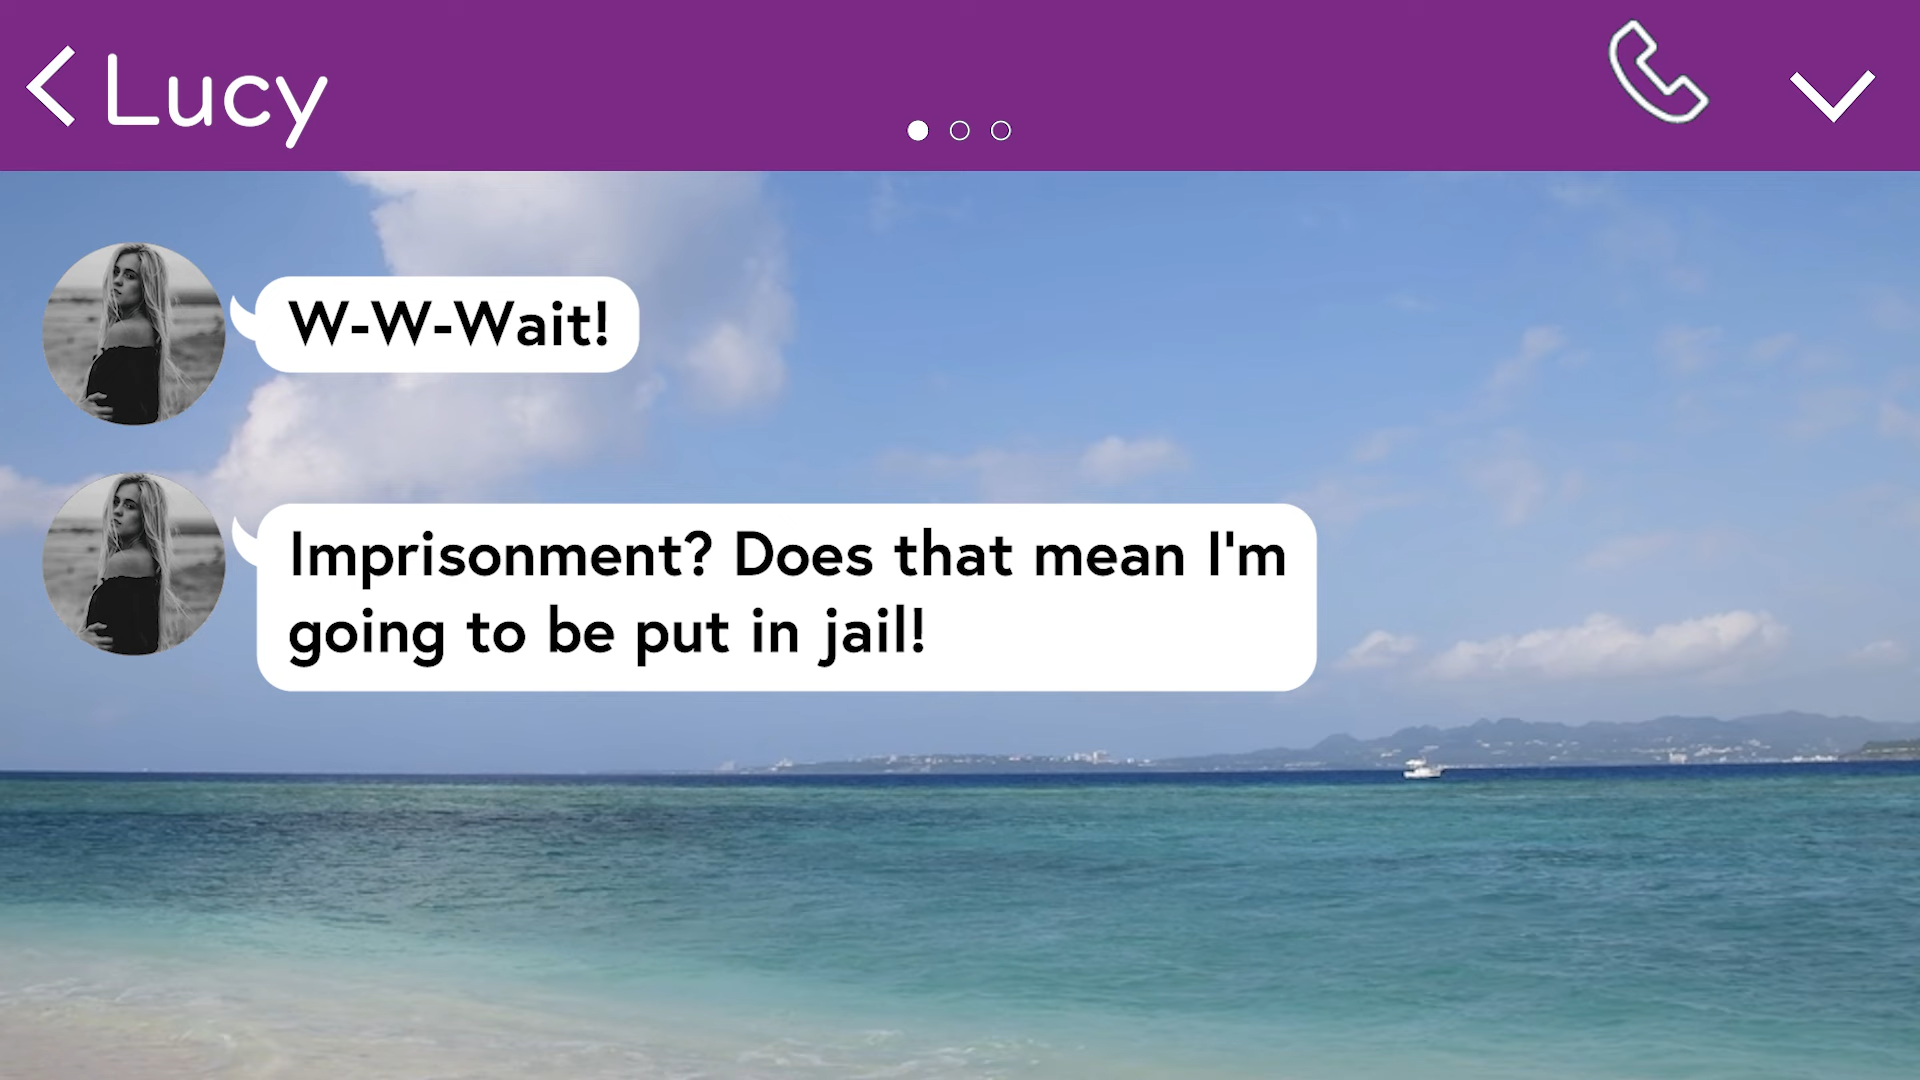 Lucy
W-W-Wait!
Imprisonment? Does that mean I'm
going to be put in jail!